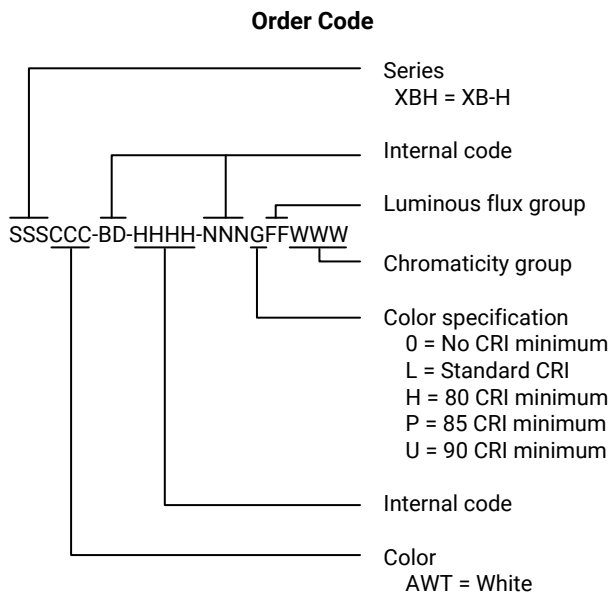 Order Code
Series
XBH = XB-H
Internal code
Luminous flux group
SSSCCC-BD-HHHH-NNNGFFWWW
Chromaticity group
Color specification
0 = No CRI minimum
L = Standard CRI
H = 80 CRI minimum
P = 85 CRI minimum
U = 90 CRI minimum
Internal code
Color
AWT = White